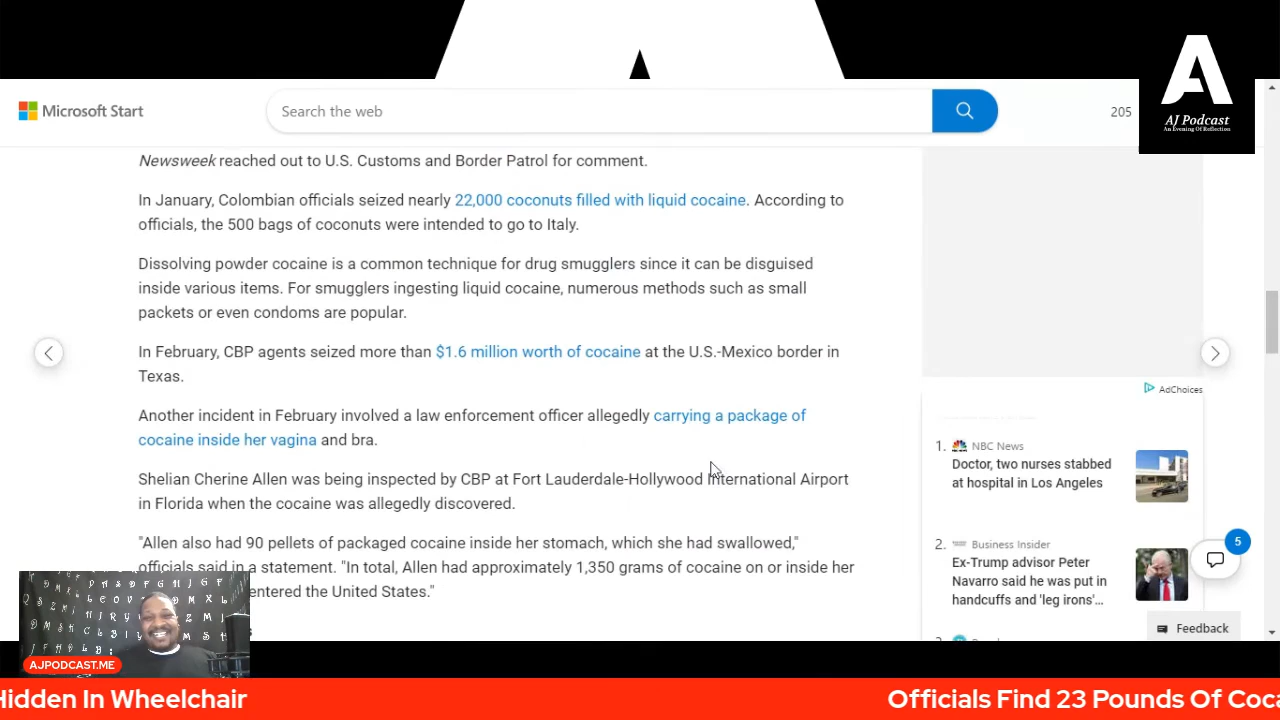 A
AJ Podcast
An Evening Of Reflection
Microsoft Start
Search the web
205
Newsweek reached out to U.S. Customs and Border Patrol for comment.
In January, Colombian officials seized nearly 22,000 coconuts filled with liquid cocaine. According to
officials, the 500 bags of coconuts were intended to go to Italy.
Dissolving powder cocaine is a common technique for drug smugglers since it can be disguised
inside various items. For smugglers ingesting liquid cocaine, numerous methods such as small
packets or even condoms are popular.
In February, CBP agents seized more than $1.6 million worth of cocaine at the U.S.-Mexico border in
Texas.
Another incident in February involved a law enforcement officer allegedly carrying a package of
cocaine inside her vagina and bra.
Shelian Cherine Allen was being inspected by CBP at Fort Lauderdale-Hollywood International Airport
in Florida when the cocaine was allegedly discovered.
"Allen also had 90 pellets of packaged cocaine inside her stomach, which she had swallowed,"
officials said in a statement. "In total, Allen had approximately 1,350 grams of cocaine on or inside her
entered the United States."
AdChoices
1. NBC News
Doctor, two nurses stabbed
at hospital in Los Angeles
2. Business Insider
Ex-Trump advisor Peter
Navarro said he was put in
handcuffs and 'leg irons'...
5
Feedback
AJPODCAST.ME
Hidden In Wheelchair
Officials Find 23 Pounds Of Coca